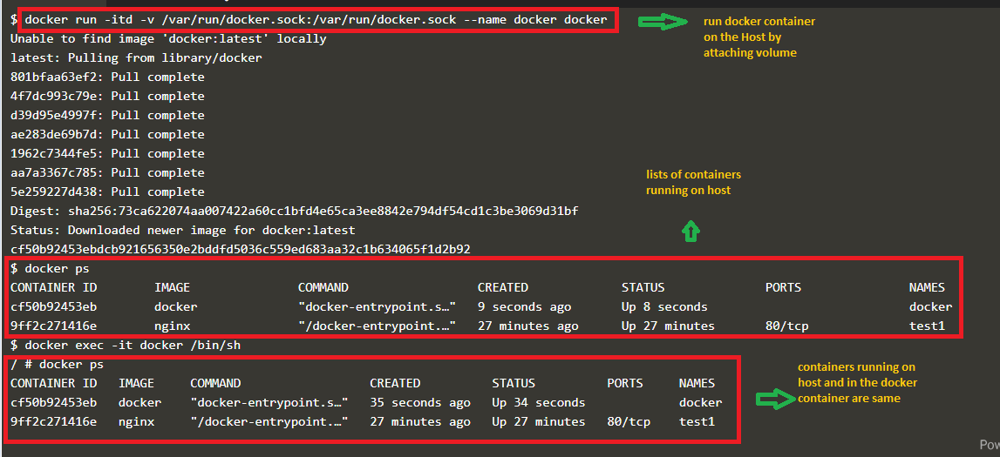 $ docker run -itd -v /var/run/docker.sock:/var/run/docker.sock --name docker docker
run docker container
on the Host by
attaching volume
Unable to find image 'docker:latest' locally
latest: Pulling from library/docker
801bfaa63ef2: Pull complete
4f7dc993c79e: Pull complete
d39d95e4997f: Pull complete
ae283de69b7d: Pull complete
1962c7344fe5: Pull complete
aa7a3367c785: Pull complete
5e259227d438: Pull complete
lists of containers
running on host
Digest: sha256:73ca622074aa007422a60cc1bfd4e65ca3ee8842e794df54cd1c3be3069d31bf
Status: Downloaded newer image for docker:latest
cf50b92453ebdcb921656350e2bddfd5036c559ed683aa32c1b634065f1d2b92
$ docker ps
CONTAINER ID IMAGE COMMAND CREATED STATUS PORTS NAMES
cf50b92453eb docker "docker-entrypoint.s…" 9 seconds ago Up 8 seconds docker
9ff2c271416e nginx "/docker-entrypoint.…" 27 minutes ago Up 27 minutes 80/tcp test1
$ docker exec -it docker /bin/sh
/ # docker ps
CONTAINER ID IMAGE COMMAND CREATED STATUS PORTS NAMES
cf50b92453eb docker "docker-entrypoint.s…" 35 seconds ago Up 34 seconds docker
9ff2c271416e nginx "/docker-entrypoint.…" 27 minutes ago Up 27 minutes 80/tcp test1
containers running on
host and in the docker
container are same